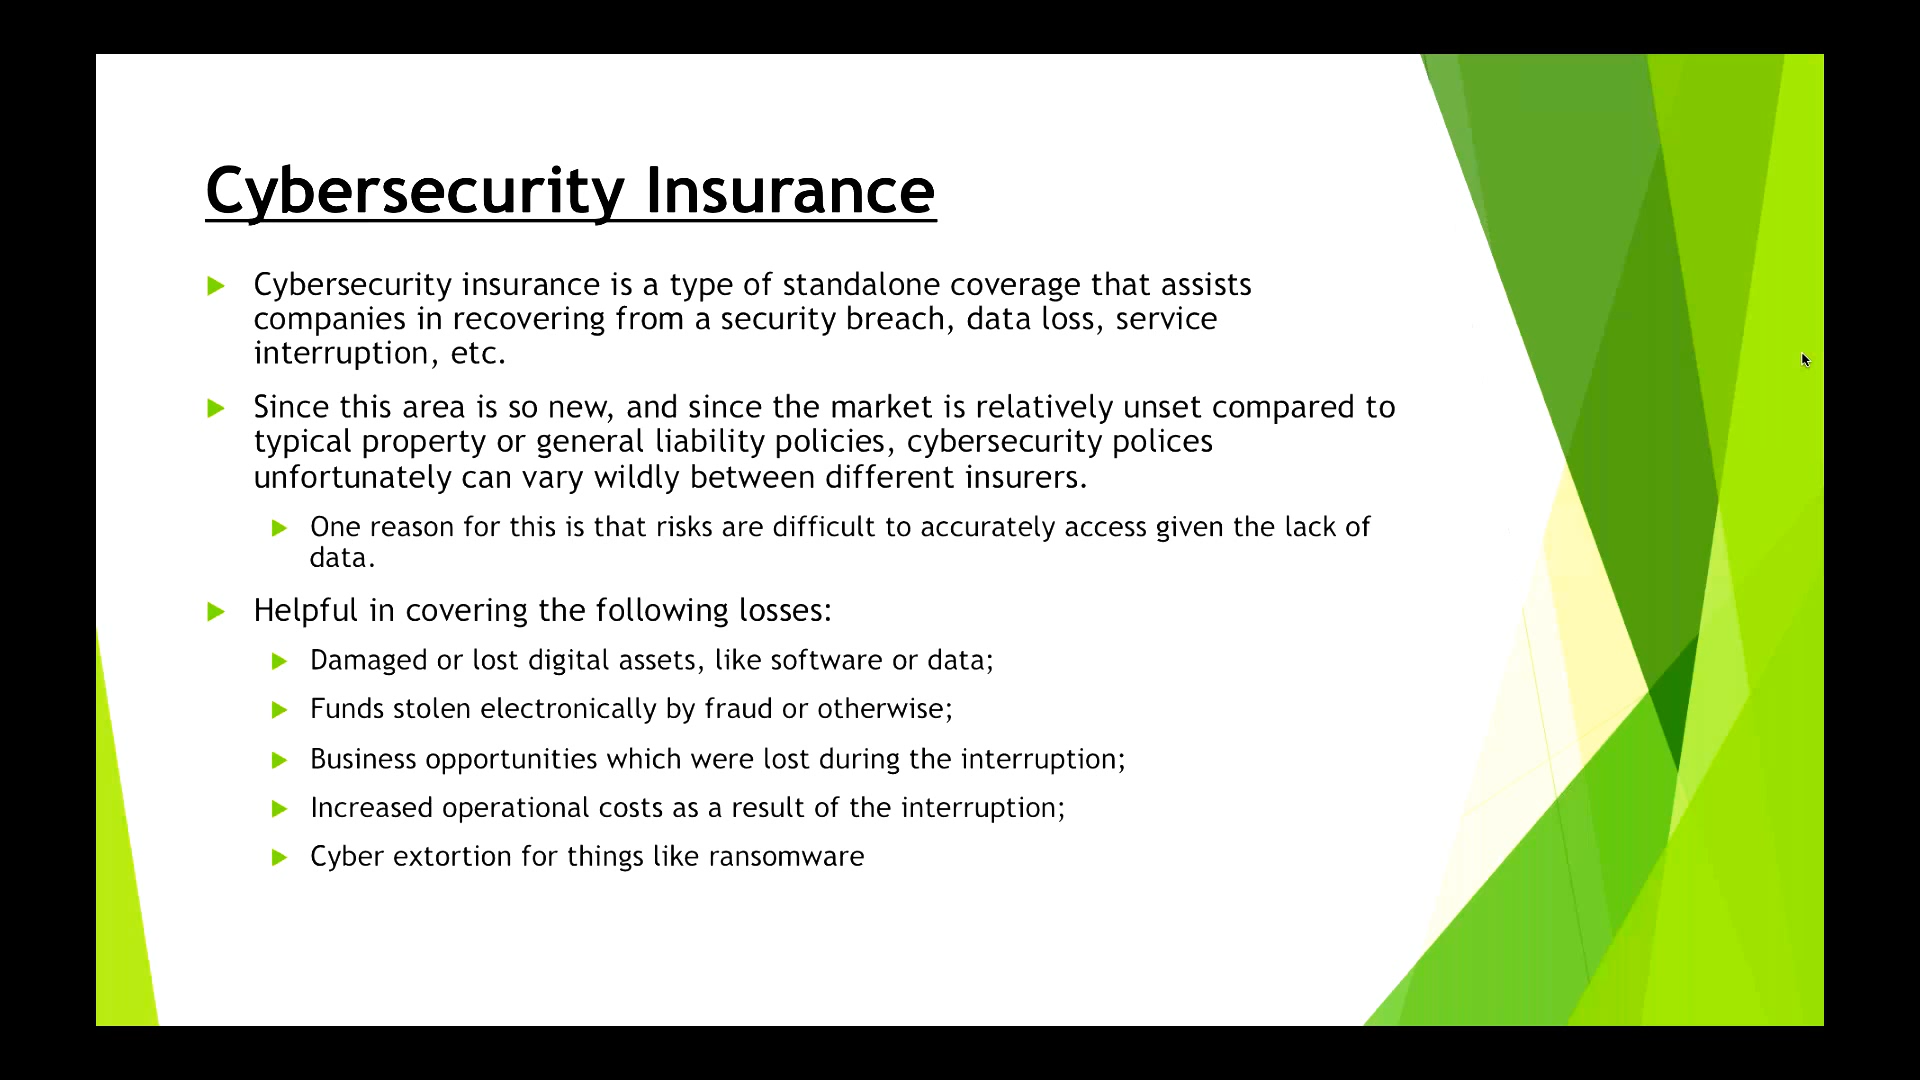 Cybersecurity Insurance
Cybersecurity insurance is a type of standalone coverage that assists
companies in recovering from a security breach, data loss, service
interruption, etc.
Since this area is so new, and since the market is relatively unset compared to
typical property or general liability policies, cybersecurity polices
unfortunately can vary wildly between different insurers.
One reason for this is that risks are difficult to accurately access given the lack of
data.
Helpful in covering the following losses:
Damaged or lost digital assets, like software or data;
Funds stolen electronically by fraud or otherwise;
Business opportunities which were lost during the interruption;
Increased operational costs as a result of the interruption;
Cyber extortion for things like ransomware